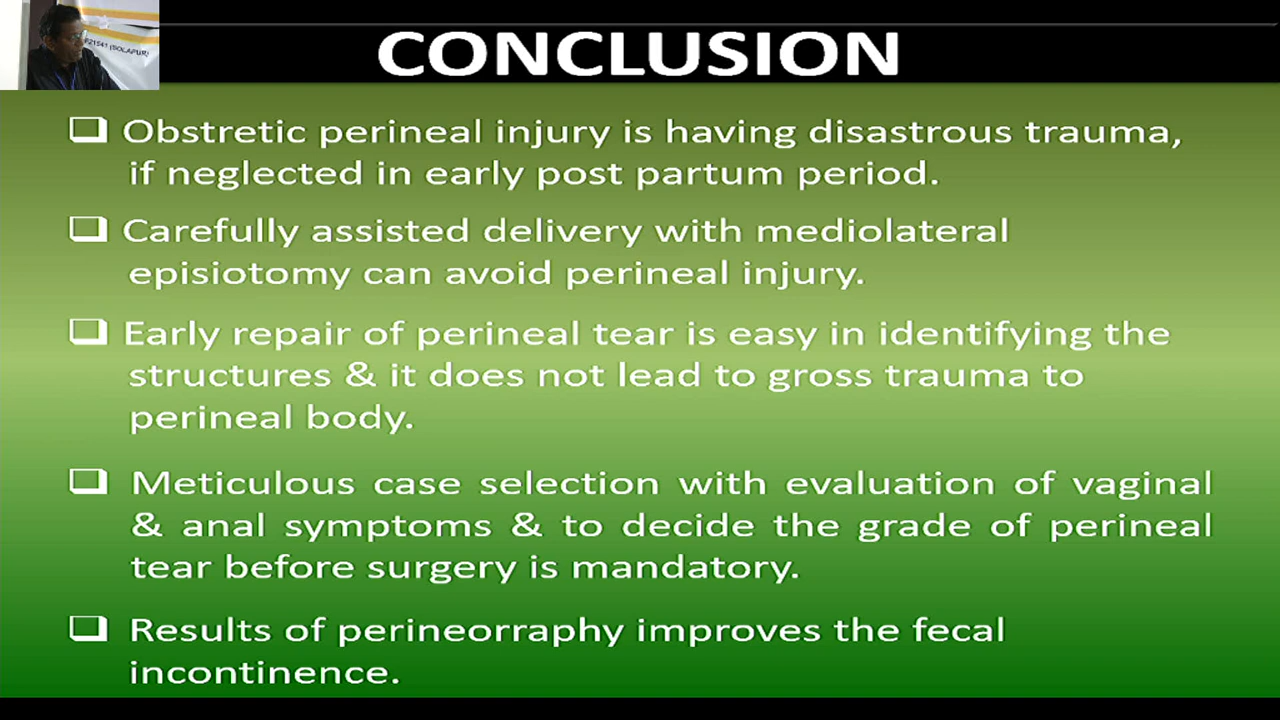 P21541 (SOLAPUR)
CONCLUSION
Obstretic perineal injury is having disastrous trauma,
if neglected in early post partum period.
Carefully assisted delivery with mediolateral
episiotomy can avoid perineal injury.
Early repair of perineal tear is easy in identifying the
structures & it does not lead to gross trauma to
perineal body.
Meticulous case selection with evaluation of vaginal
& anal symptoms & to decide the grade of perineal
tear before surgery is mandatory.
Results of perineorraphy improves the fecal
incontinence.